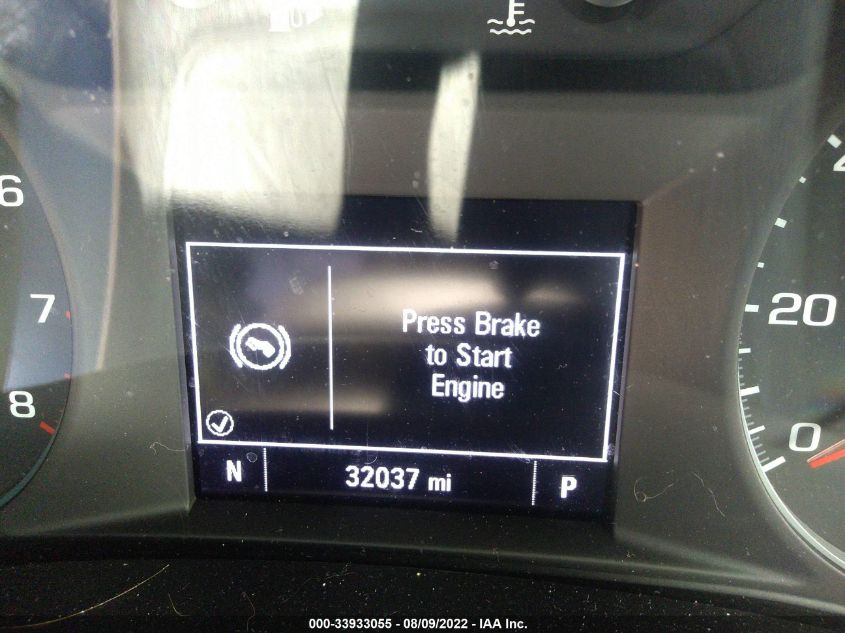 E
6
7
8
20
0
Press Brake
to Start
Engine
N 32037 mi P
000-33933055 - 08/09/2022 - IAA Inc.